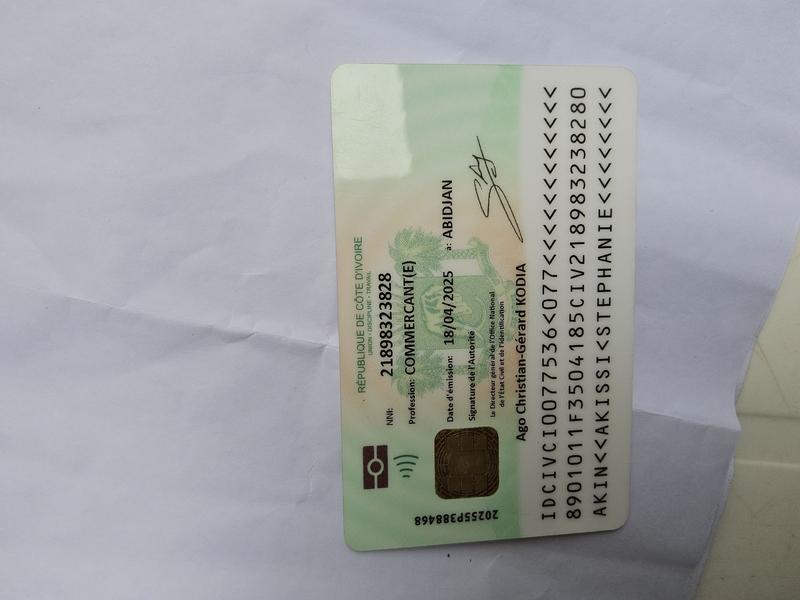 RÉPUBLIQUE DE CÔTE D'IVOIRE
UNION - DISCIPLINE - TRAVAIL
NNI: 21898323828
Profession: COMMERCANT(E)
Date d'émission: 18/04/2025 à: ABIDJAN
Signature de l'Autorité
le Directeur général de l'Office National
de l'État Civil et de l'Identification
Ago Christian-Gérard KODIA
20255P388468
IDCIVCI0077536<077<<<<<<<<<<<<
8901011F3504185CIV218983238280
AKIN<<AKISSI<STEPHANIE<<<<<<<<